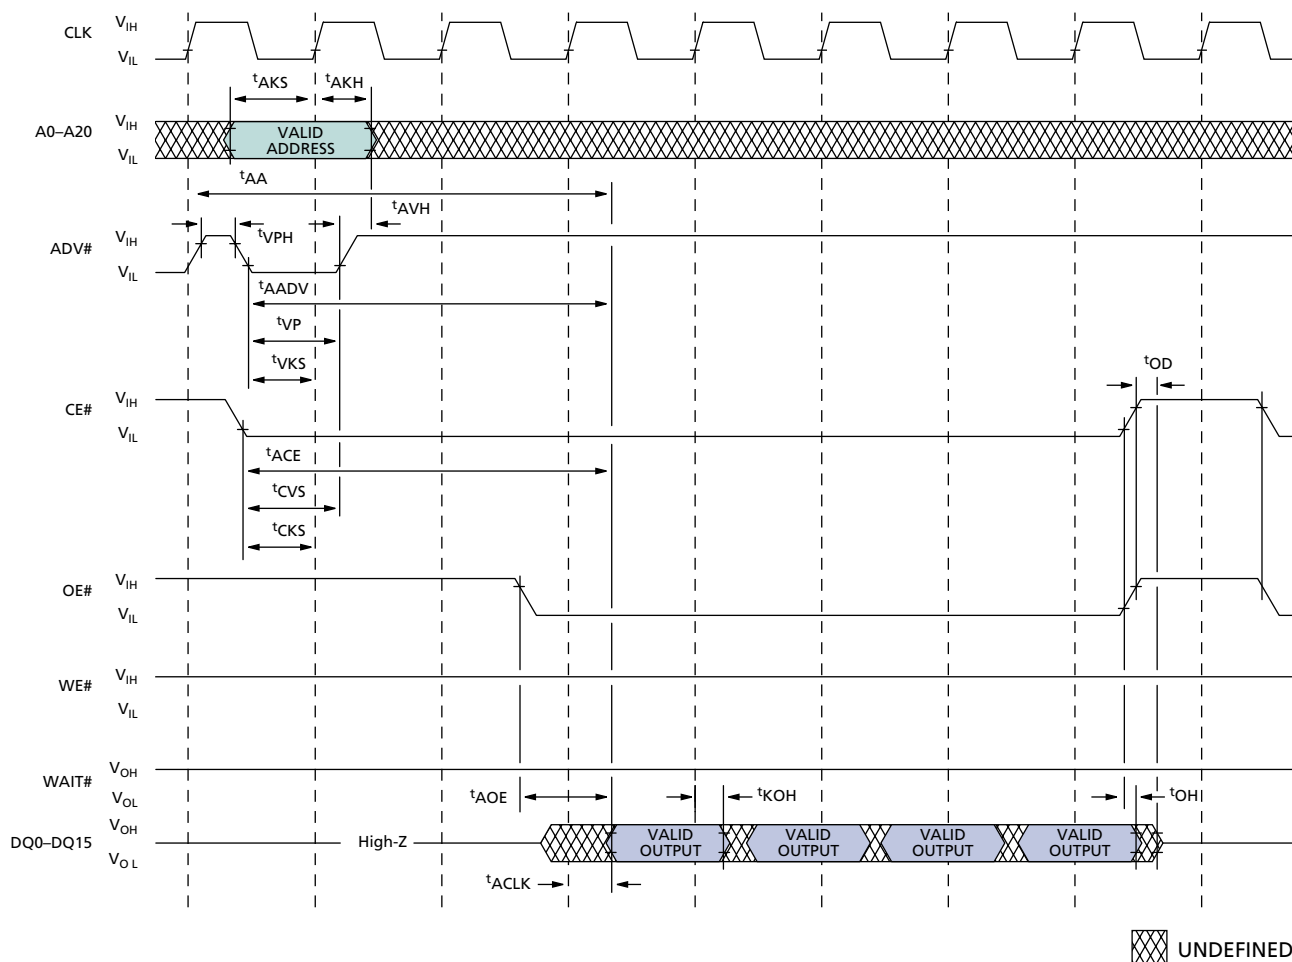 CLK
VIH
VIL
tAKS
tAKH
A0–A20
VIH
VIL
VALID
ADDRESS
tAA
tAVH
ADV#
VIH
VIL
tVPH
tAADV
tVP
tVKS
tOD
CE#
VIH
VIL
tACE
tCVS
tCKS
OE#
VIH
VIL
WE#
VIH
VIL
WAIT#
VOH
VOL
tAOE
tKOH
tOH
DQ0–DQ15
VOH
VO L
High-Z
VALID
OUTPUT
VALID
OUTPUT
VALID
OUTPUT
VALID
OUTPUT
tACLK
UNDEFINED